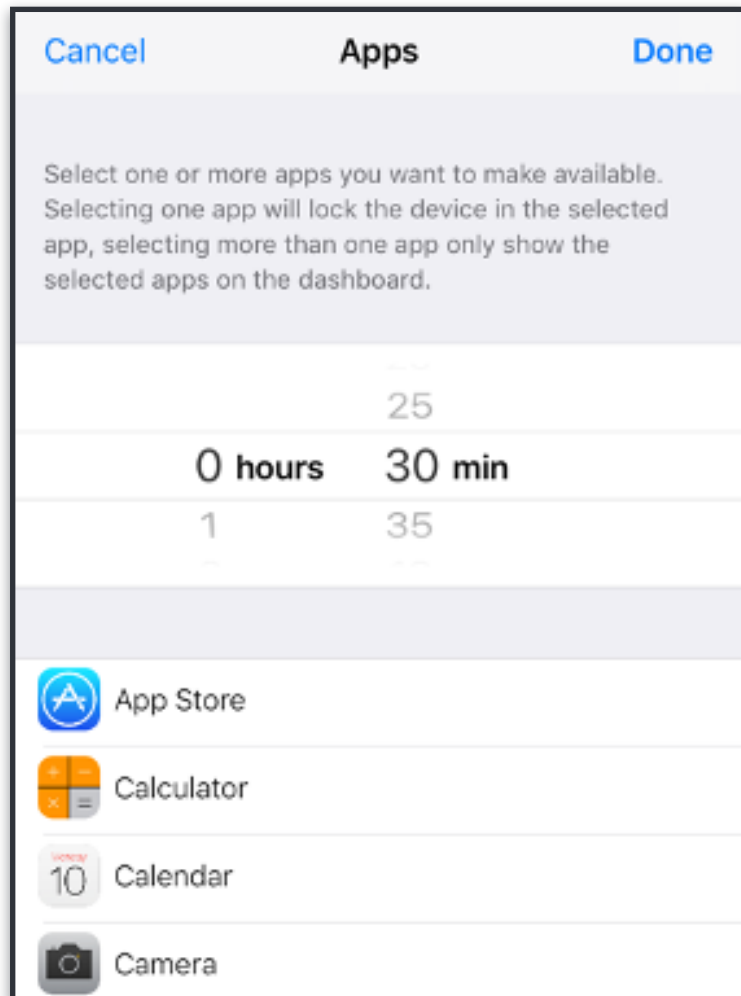 Cancel Apps Done
Select one or more apps you want to make available.
Selecting one app will lock the device in the selected
app, selecting more than one app only show the
selected apps on the dashboard.
25
0 hours 30 min
1 35
App Store
Calculator
10
Calendar
Camera